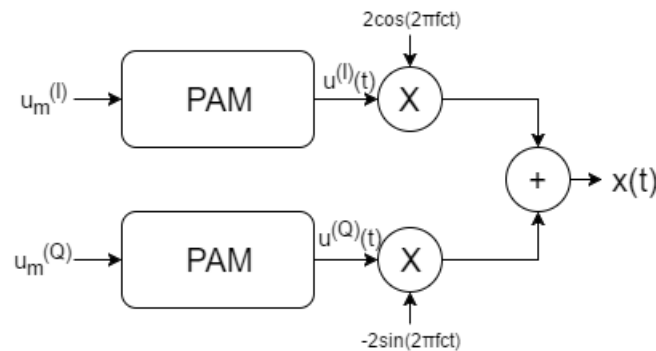 2cos(2πfct)
uₘ⁽ᴵ⁾
PAM
u⁽ᴵ⁾(t)
X
+
x(t)
uₘ⁽Q⁾
PAM
u⁽Q⁾(t)
X
-2sin(2πfct)